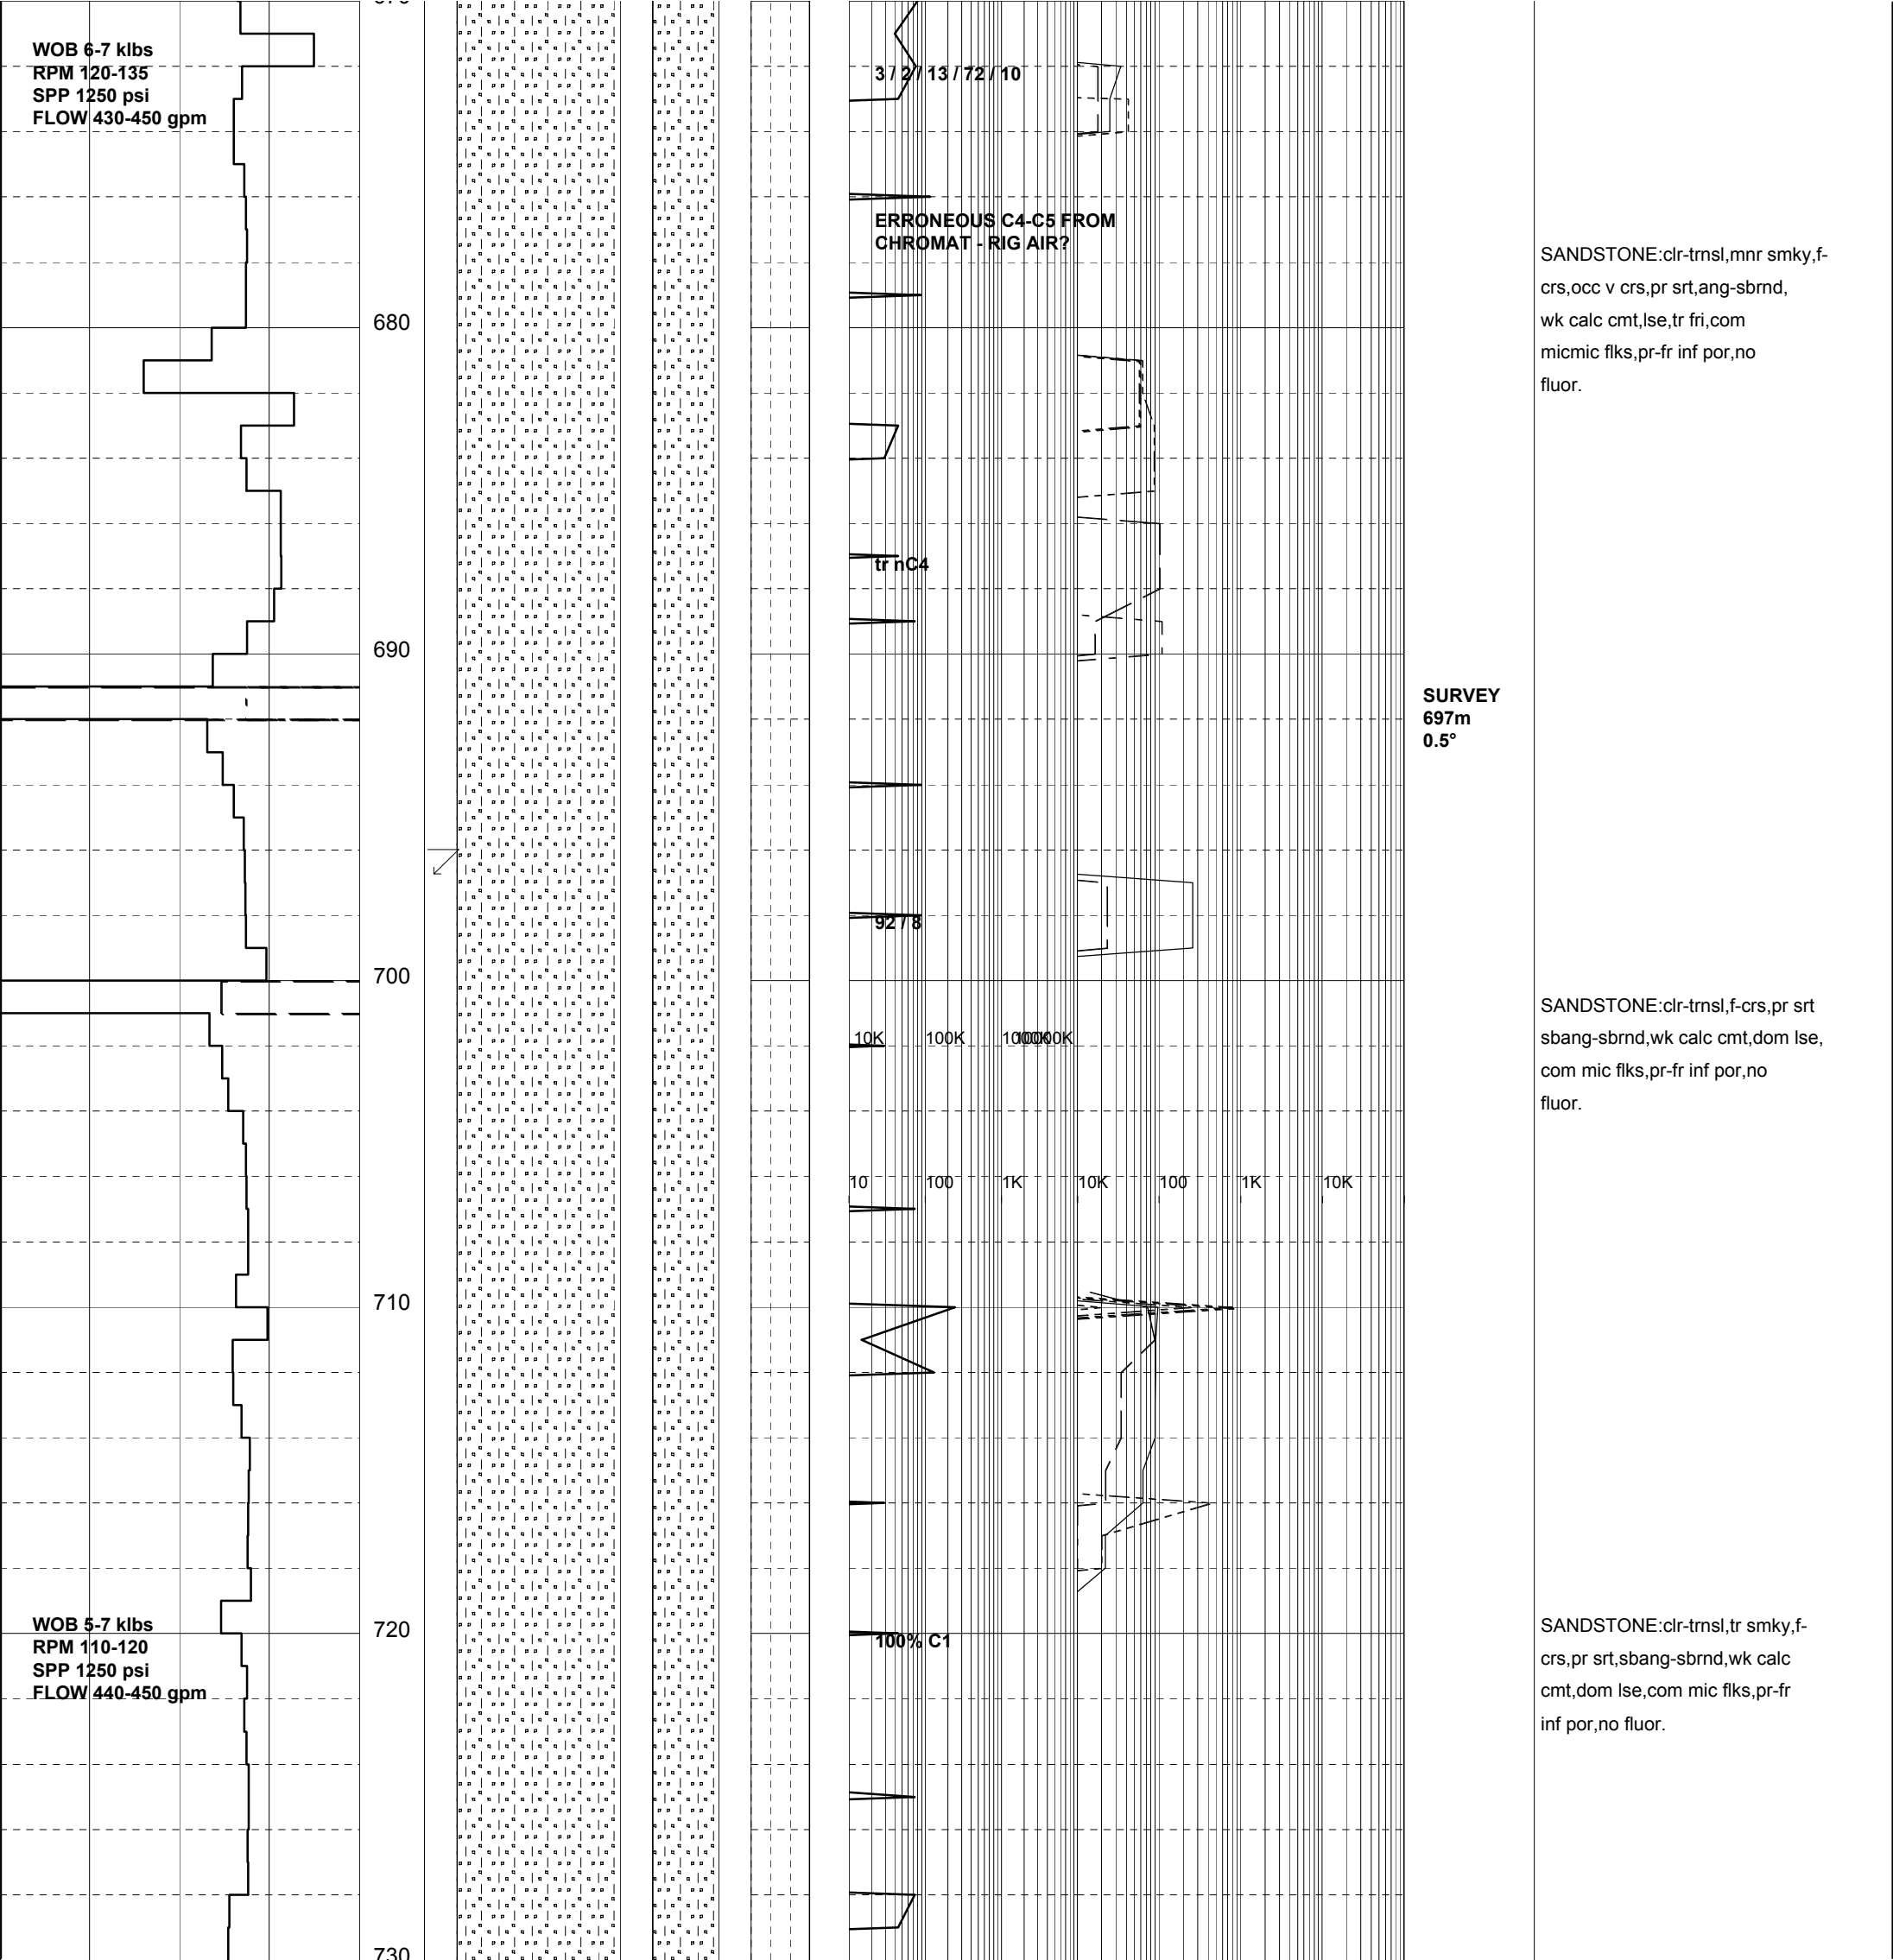 WOB 6-7 klbs
RPM 120-135
SPP 1250 psi
FLOW 430-450 gpm
3 / 2 / 13 / 72 / 10
ERRONEOUS C4-C5 FROM
CHROMAT - RIG AIR?
SANDSTONE:clr-trnsl,mnr smky,f-
crs,occ v crs,pr srt,ang-sbrnd,
wk calc cmt,lse,tr fri,com
micmic flks,pr-fr inf por,no
fluor.
680
tr nC4
690
SURVEY
697m
0.5°
92 / 8
700
SANDSTONE:clr-trnsl,f-crs,pr srt
sbang-sbrnd,wk calc cmt,dom lse,
com mic flks,pr-fr inf por,no
fluor.
10K 100K
10 100 1K 10K 100 1K 10K
710
WOB 5-7 klbs
RPM 110-120
SPP 1250 psi
FLOW 440-450 gpm
720
100% C1
SANDSTONE:clr-trnsl,tr smky,f-
crs,pr srt,sbang-sbrnd,wk calc
cmt,dom lse,com mic flks,pr-fr
inf por,no fluor.
730